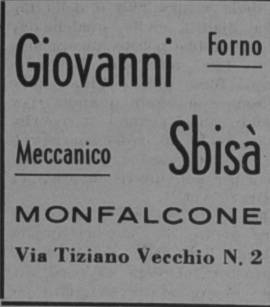 Giovanni Forno
Meccanico Sbisà
MONFALCONE
Via Tiziano Vecchio N. 2